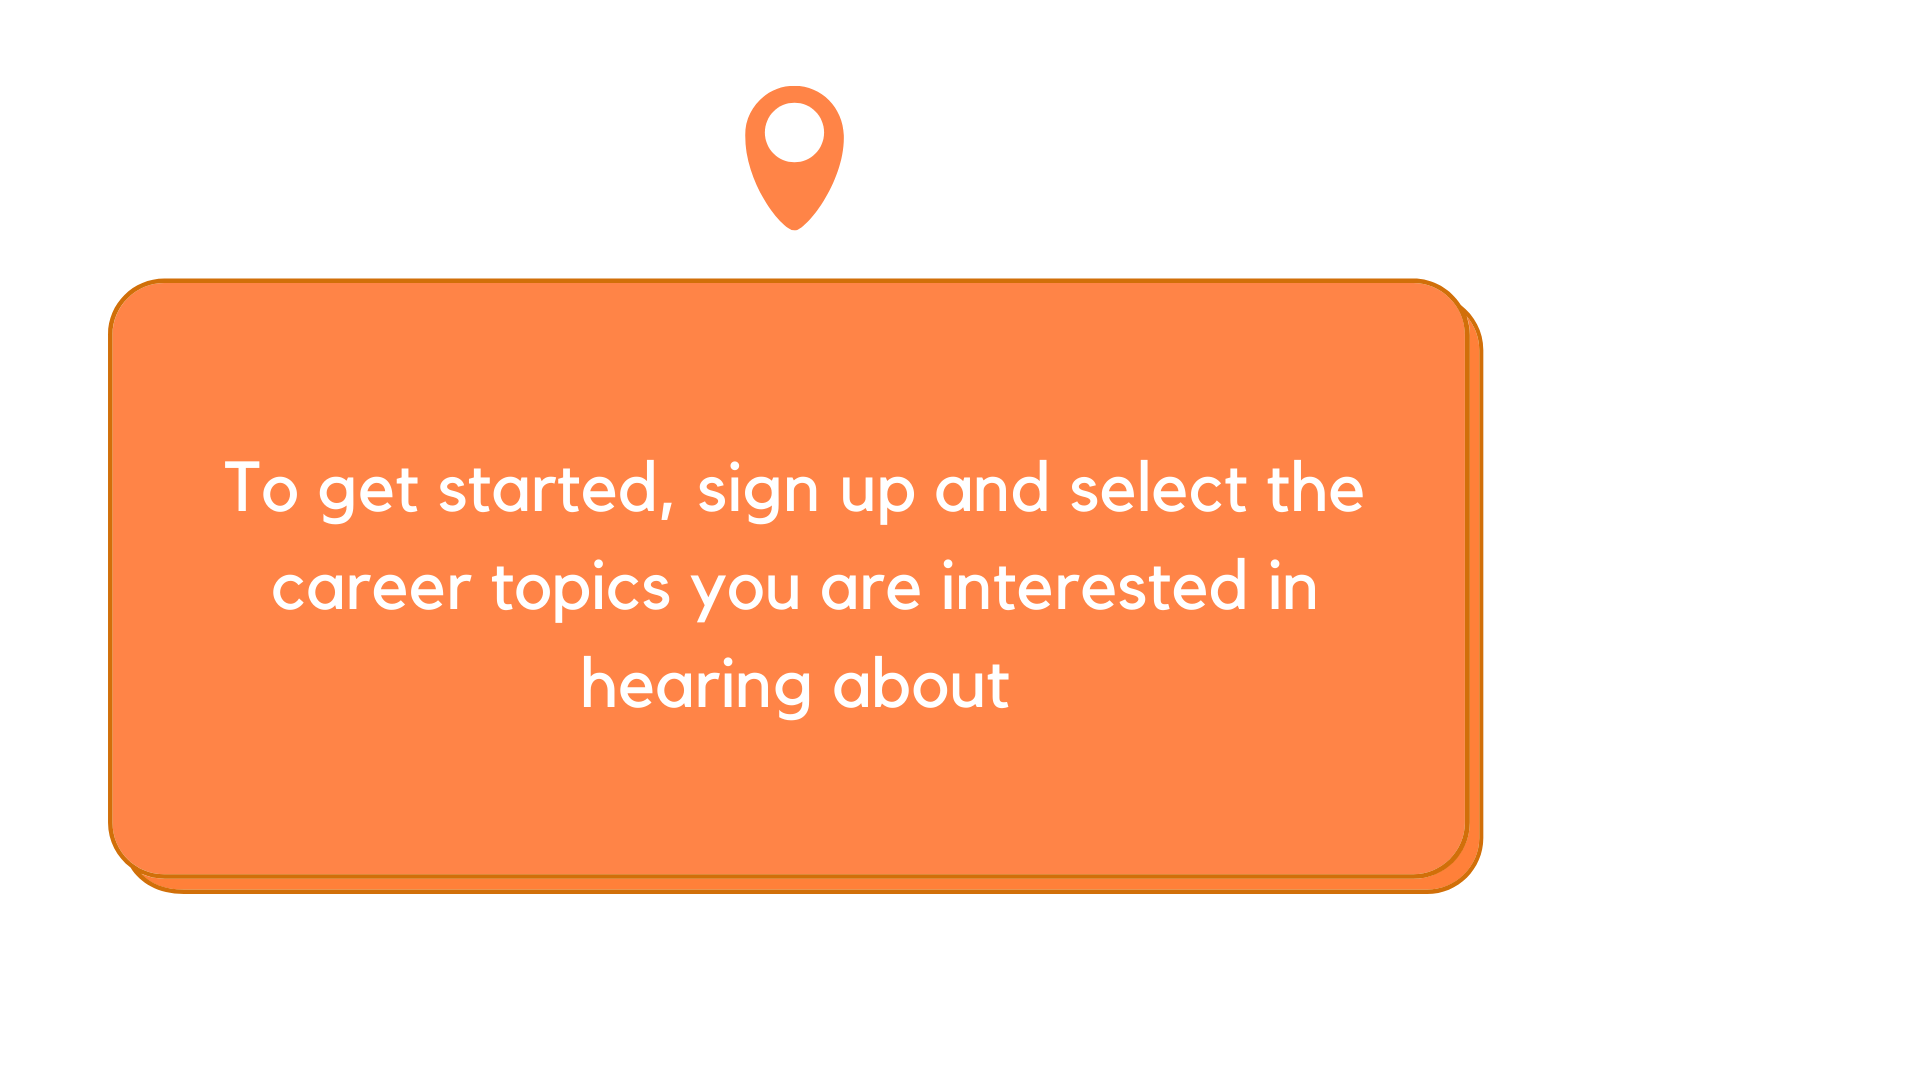 To get started, sign up and select the
career topics you are interested in
hearing about